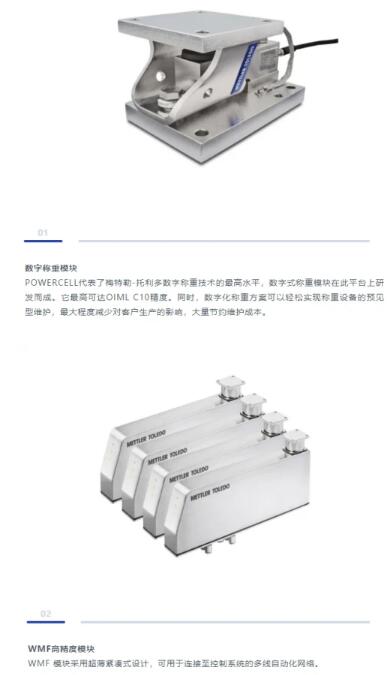 METTLER TOLEDO
01
数字称重模块
POWERCELL代表了梅特勒-托利多数字称重技术的最高水平，数字式称重模块在此平台上研
发而成。它最高可达OIML C10精度。同时，数字化称重方案可以轻松实现称重设备的预见
型维护，最大程度减少对客户生产的影响，大量节约维护成本。
METTLER TOLEDO
METTLER TOLEDO
METTLER TOLEDO
METTLER TOLEDO
02
WMF高精度模块
WMF 模块采用超薄紧凑式设计，可用于连接至控制系统的多线自动化网络。